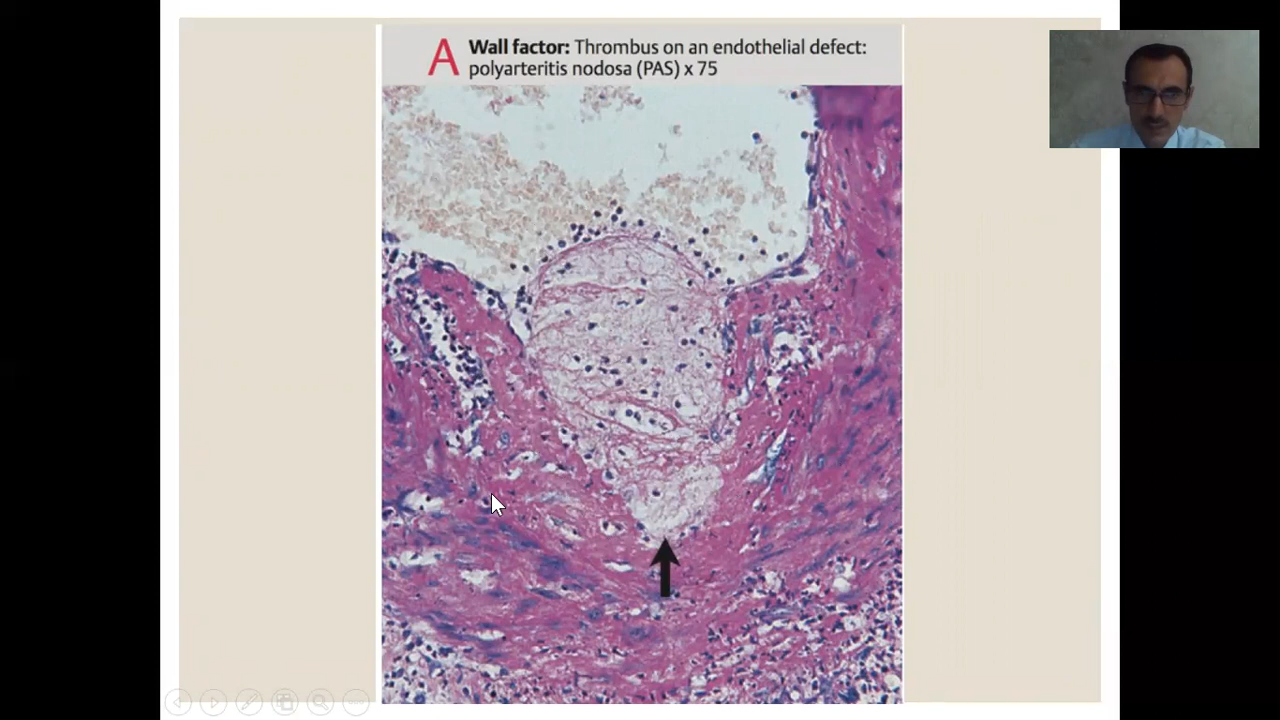 A
Wall factor: Thrombus on an endothelial defect:
polyarteritis nodosa (PAS) x 75